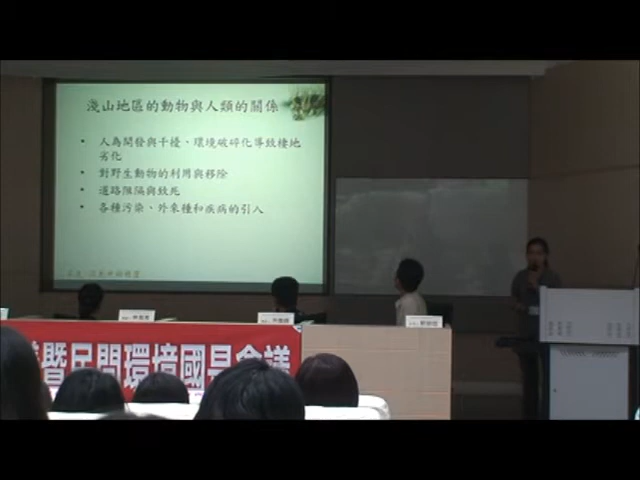 淺山地區的動物與人類的關係
• 人為開發與干擾、環境破碎化導致棲地
劣化
• 對野生動物的利用與移除
• 道路阻隔與致死
• 各種污染、外來種和疾病的引入
暨民間環境國是會議